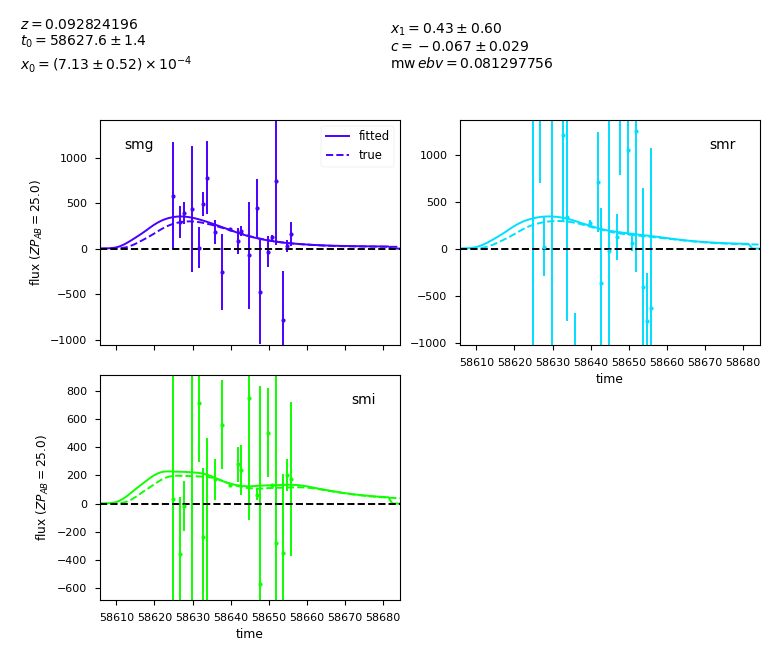 z = 0.092824196
t₀ = 58627.6 ± 1.4
x₀ = (7.13 ± 0.52) × 10⁻⁴
x₁ = 0.43 ± 0.60
c = −0.067 ± 0.029
mw ebv = 0.081297756
smg
fitted
true
1000
500
0
−500
−1000
flux (ZP_AB = 25.0)
smr
1000
500
0
−500
−1000
58610 58620 58630 58640 58650 58660 58670 58680
time
smi
800
600
400
200
0
−200
−400
−600
flux (ZP_AB = 25.0)
58610 58620 58630 58640 58650 58660 58670 58680
time